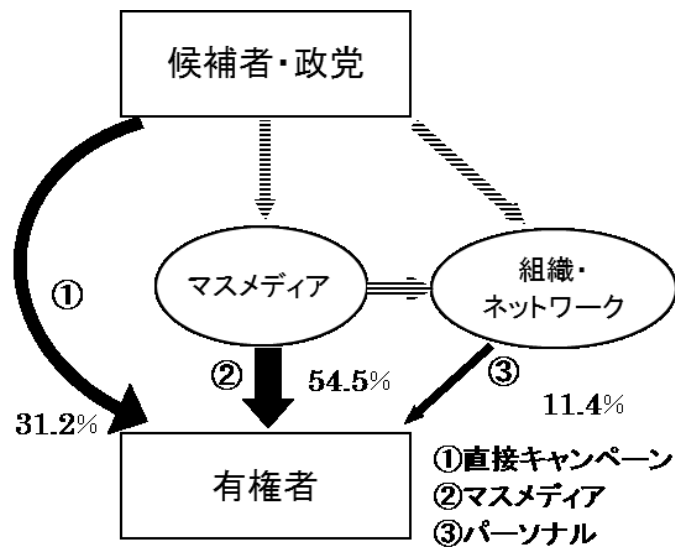 候補者・政党
①
マスメディア
組織・
ネットワーク
②
54.5%
③
31.2%
11.4%
有権者
①直接キャンペーン
②マスメディア
③パーソナル